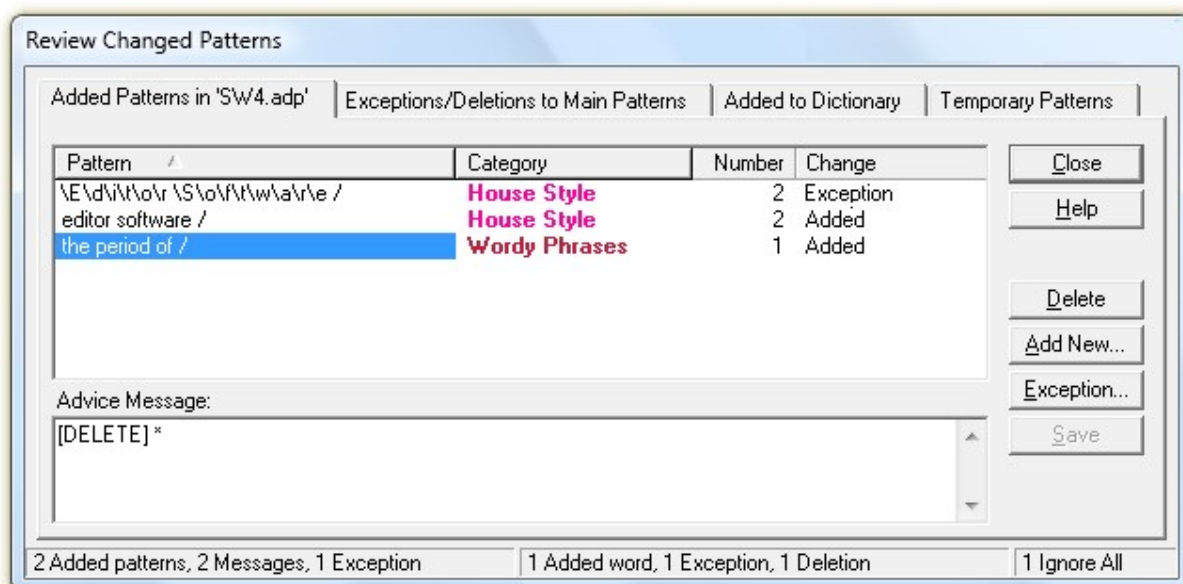 Review Changed Patterns
Added Patterns in 'SW4.adp' Exceptions/Deletions to Main Patterns Added to Dictionary Temporary Patterns
Pattern Category Number Change
\E\d\i\t\o\r \S\o\f\t\w\a\r\e / House Style 2 Exception
editor software / House Style 2 Added
the period of / Wordy Phrases 1 Added
Close
Help
Delete
Add New...
Exception...
Save
Advice Message:
[DELETE] *
2 Added patterns, 2 Messages, 1 Exception 1 Added word, 1 Exception, 1 Deletion 1 Ignore All